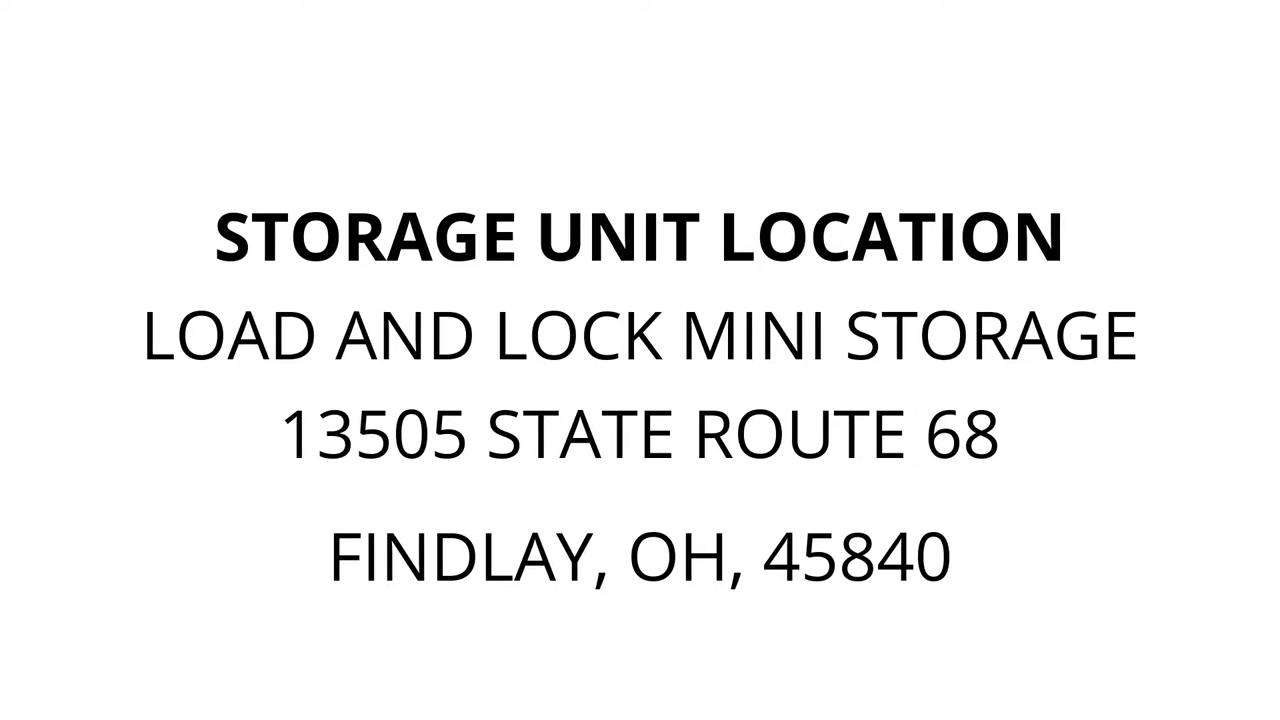 STORAGE UNIT LOCATION
LOAD AND LOCK MINI STORAGE
13505 STATE ROUTE 68
FINDLAY, OH, 45840